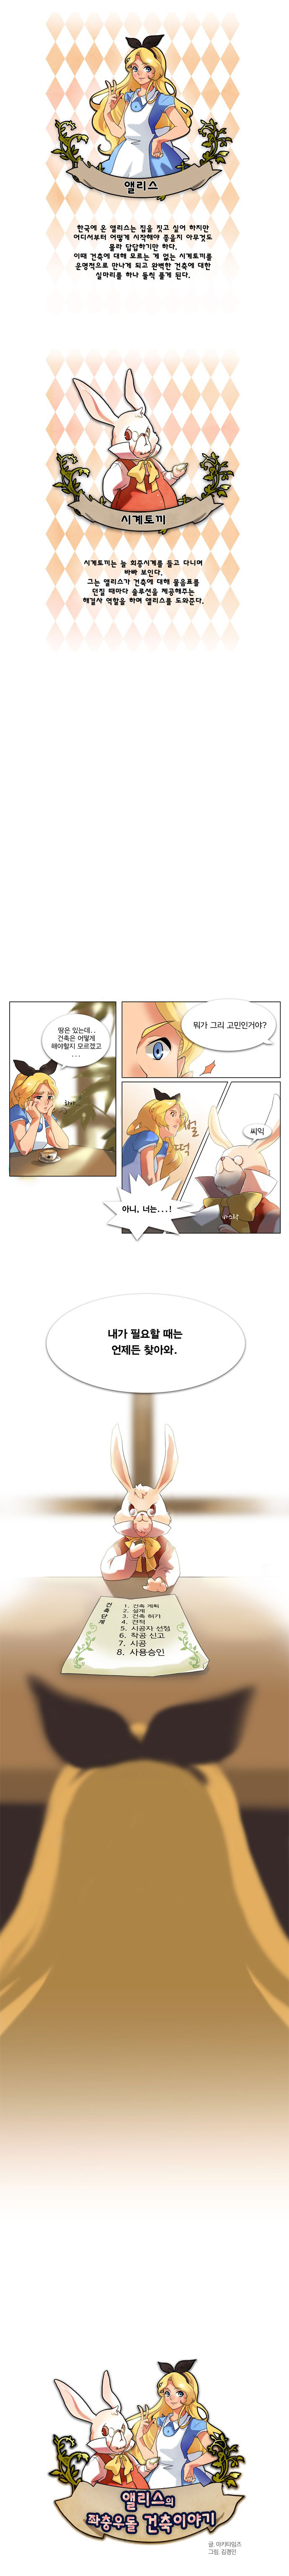 앨리스
한국에 온 앨리스는 집을 짓고 싶어 하지만
어디서부터 어떻게 시작해야 좋을지 아무것도
몰라 답답하기만 하다.
이때 건축에 대해 모르는 게 없는 시계토끼를
운명적으로 만나게 되고 완벽한 건축에 대한
실마리를 하나 둘씩 풀게 된다.
시계토끼
시계토끼는 늘 회중시계를 들고 다니며
바빠 보인다.
그는 앨리스가 건축에 대해 물음표를
던질 때마다 솔루션을 제공해주는
해결사 역할을 하며 앨리스를 도와준다.
땅은 있는데..
건축은 어떻게
해야할지 모르겠고
...
뭐가 그리 고민인거야?
벌
떡
씨익
아니, 너는...!
내가 필요할 때는
언제든 찾아와.
건축단계
1. 건축 계획
2. 설계
3. 건축 허가
4. 견적
5. 시공자 선정
6. 착공 신고
7. 시공
8. 사용승인
앨리스의
좌충우돌 건축이야기
글. 아키타임즈
그림. 김경인